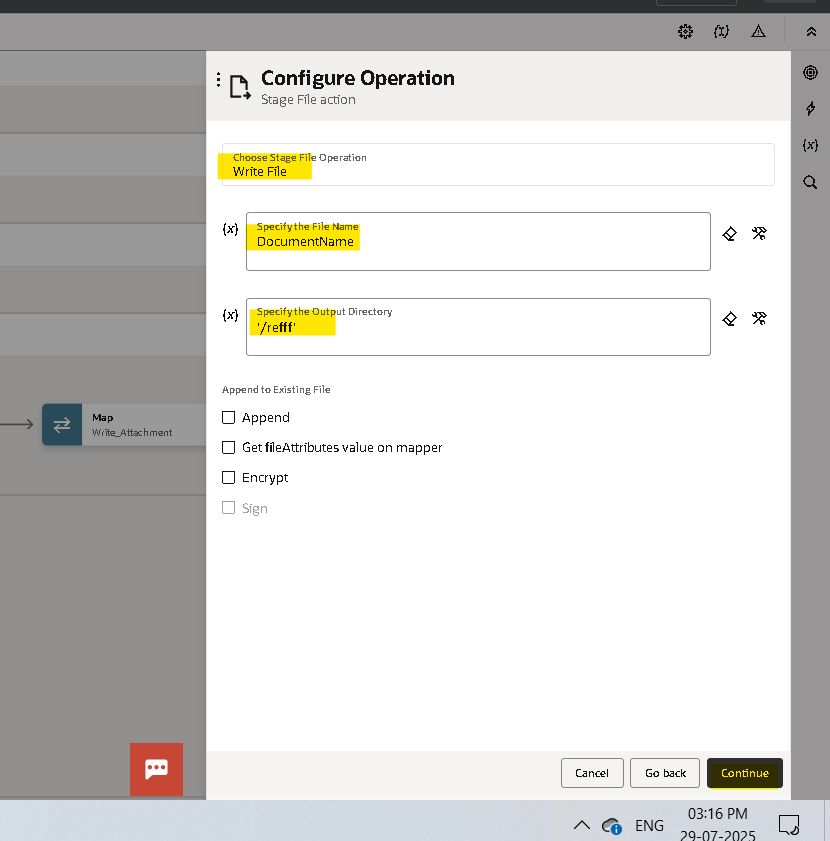 Configure Operation
Stage File action
Choose Stage File Operation
Write File
{x}
Specify the File Name
DocumentName
{x}
Specify the Output Directory
'/refff'
Append to Existing File
Append
Get fileAttributes value on mapper
Encrypt
Sign
Map
Write_Attachment
Cancel
Go back
Continue
{x}
03:16 PM
ENG
29-07-2025